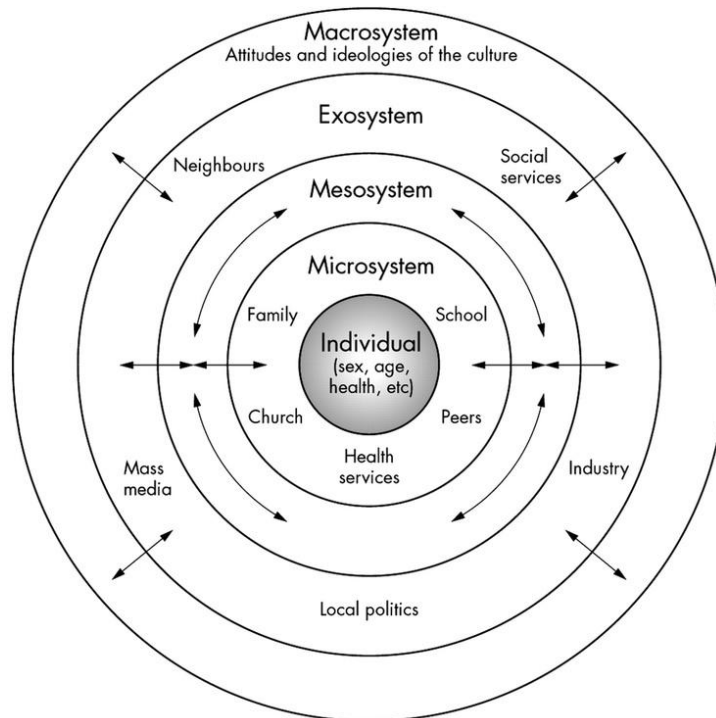 Macrosystem
Attitudes and ideologies of the culture
Exosystem
Neighbours
Social
services
Mesosystem
Microsystem
Family
School
Individual
(sex, age,
health, etc)
Church
Peers
Health
services
Mass
media
Industry
Local politics